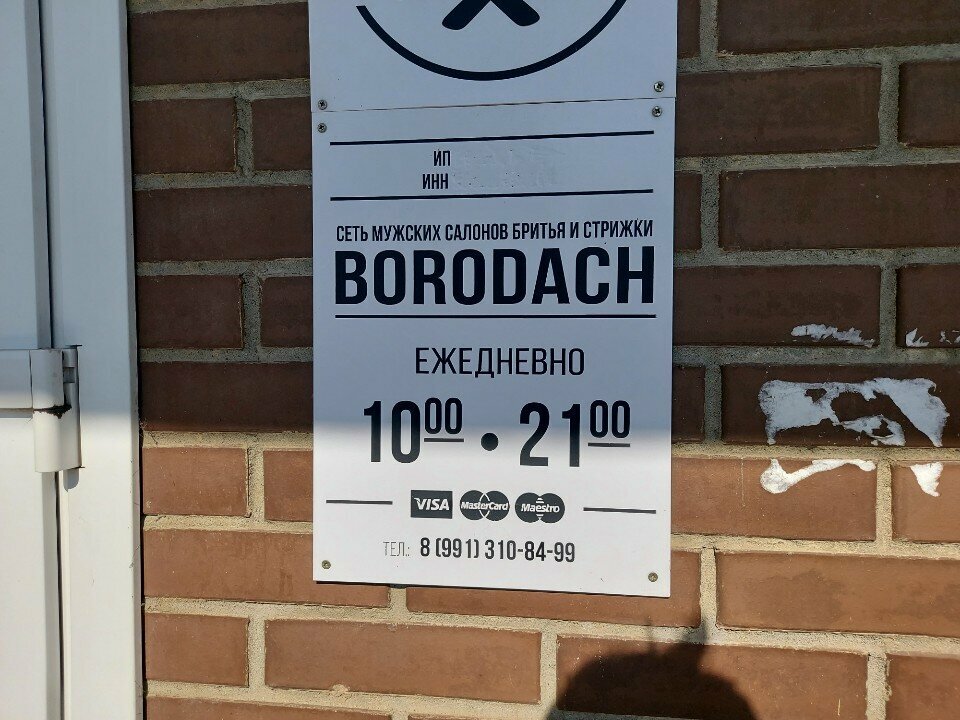 ИП
ИНН
СЕТЬ МУЖСКИХ САЛОНОВ БРИТЬЯ И СТРИЖКИ
BORODACH
ЕЖЕДНЕВНО
10⁰⁰ • 21⁰⁰
VISA MasterCard Maestro
ТЕЛ.: 8 (991) 310-84-99